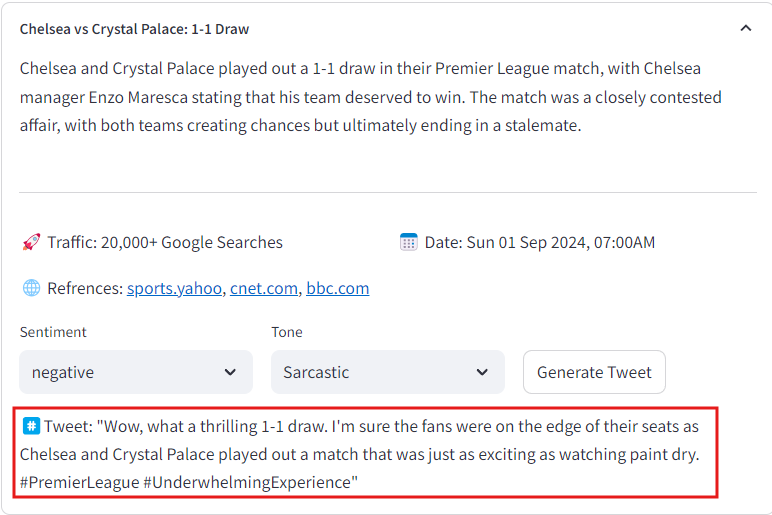 Chelsea vs Crystal Palace: 1-1 Draw
Chelsea and Crystal Palace played out a 1-1 draw in their Premier League match, with Chelsea
manager Enzo Maresca stating that his team deserved to win. The match was a closely contested
affair, with both teams creating chances but ultimately ending in a stalemate.
Traffic: 20,000+ Google Searches
Date: Sun 01 Sep 2024, 07:00AM
Refrences: sports.yahoo, cnet.com, bbc.com
Sentiment
Tone
negative
Sarcastic
Generate Tweet
# Tweet: "Wow, what a thrilling 1-1 draw. I'm sure the fans were on the edge of their seats as
Chelsea and Crystal Palace played out a match that was just as exciting as watching paint dry.
#PremierLeague #UnderwhelmingExperience"